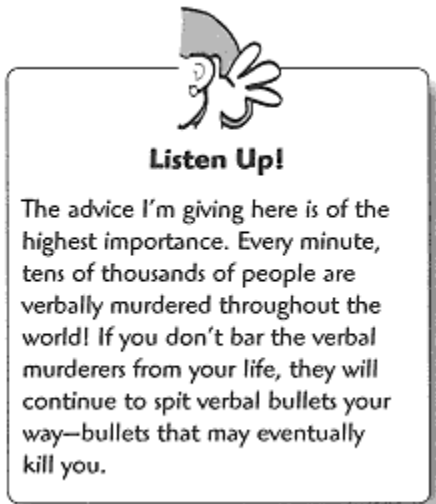 Listen Up!
The advice I'm giving here is of the
highest importance. Every minute,
tens of thousands of people are
verbally murdered throughout the
world! If you don't bar the verbal
murderers from your life, they will
continue to spit verbal bullets your
way—bullets that may eventually
kill you.